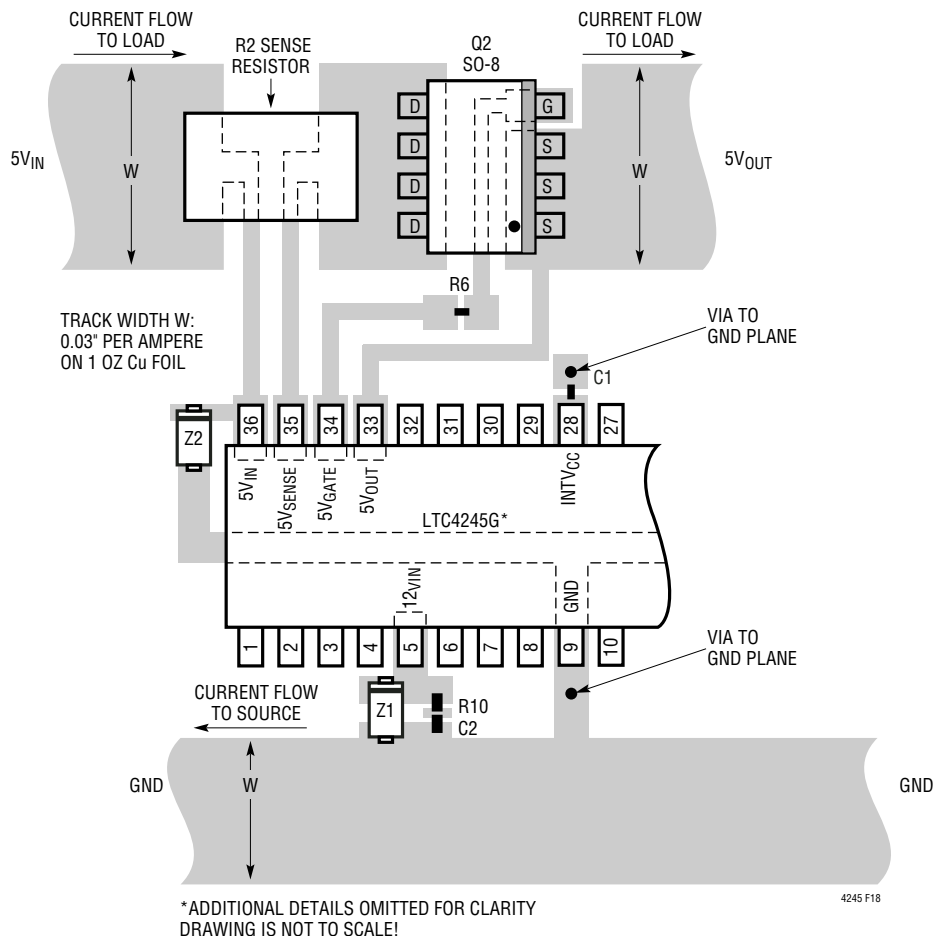 CURRENT FLOW
TO LOAD
R2 SENSE
RESISTOR
Q2
SO-8
CURRENT FLOW
TO LOAD
5VIN
W
D
D
D
D
G
S
S
S
W
5VOUT
R6
TRACK WIDTH W:
0.03" PER AMPERE
ON 1 OZ Cu FOIL
VIA TO
GND PLANE
C1
Z2
36
35
34
33
32
31
30
29
28
27
5VIN
5VSENSE
5VGATE
5VOUT
INTVCC
LTC4245G*
12VIN
GND
1
2
3
4
5
6
7
8
9
10
VIA TO
GND PLANE
CURRENT FLOW
TO SOURCE
Z1
R10
C2
GND
W
GND
*ADDITIONAL DETAILS OMITTED FOR CLARITY
DRAWING IS NOT TO SCALE!
4245 F18